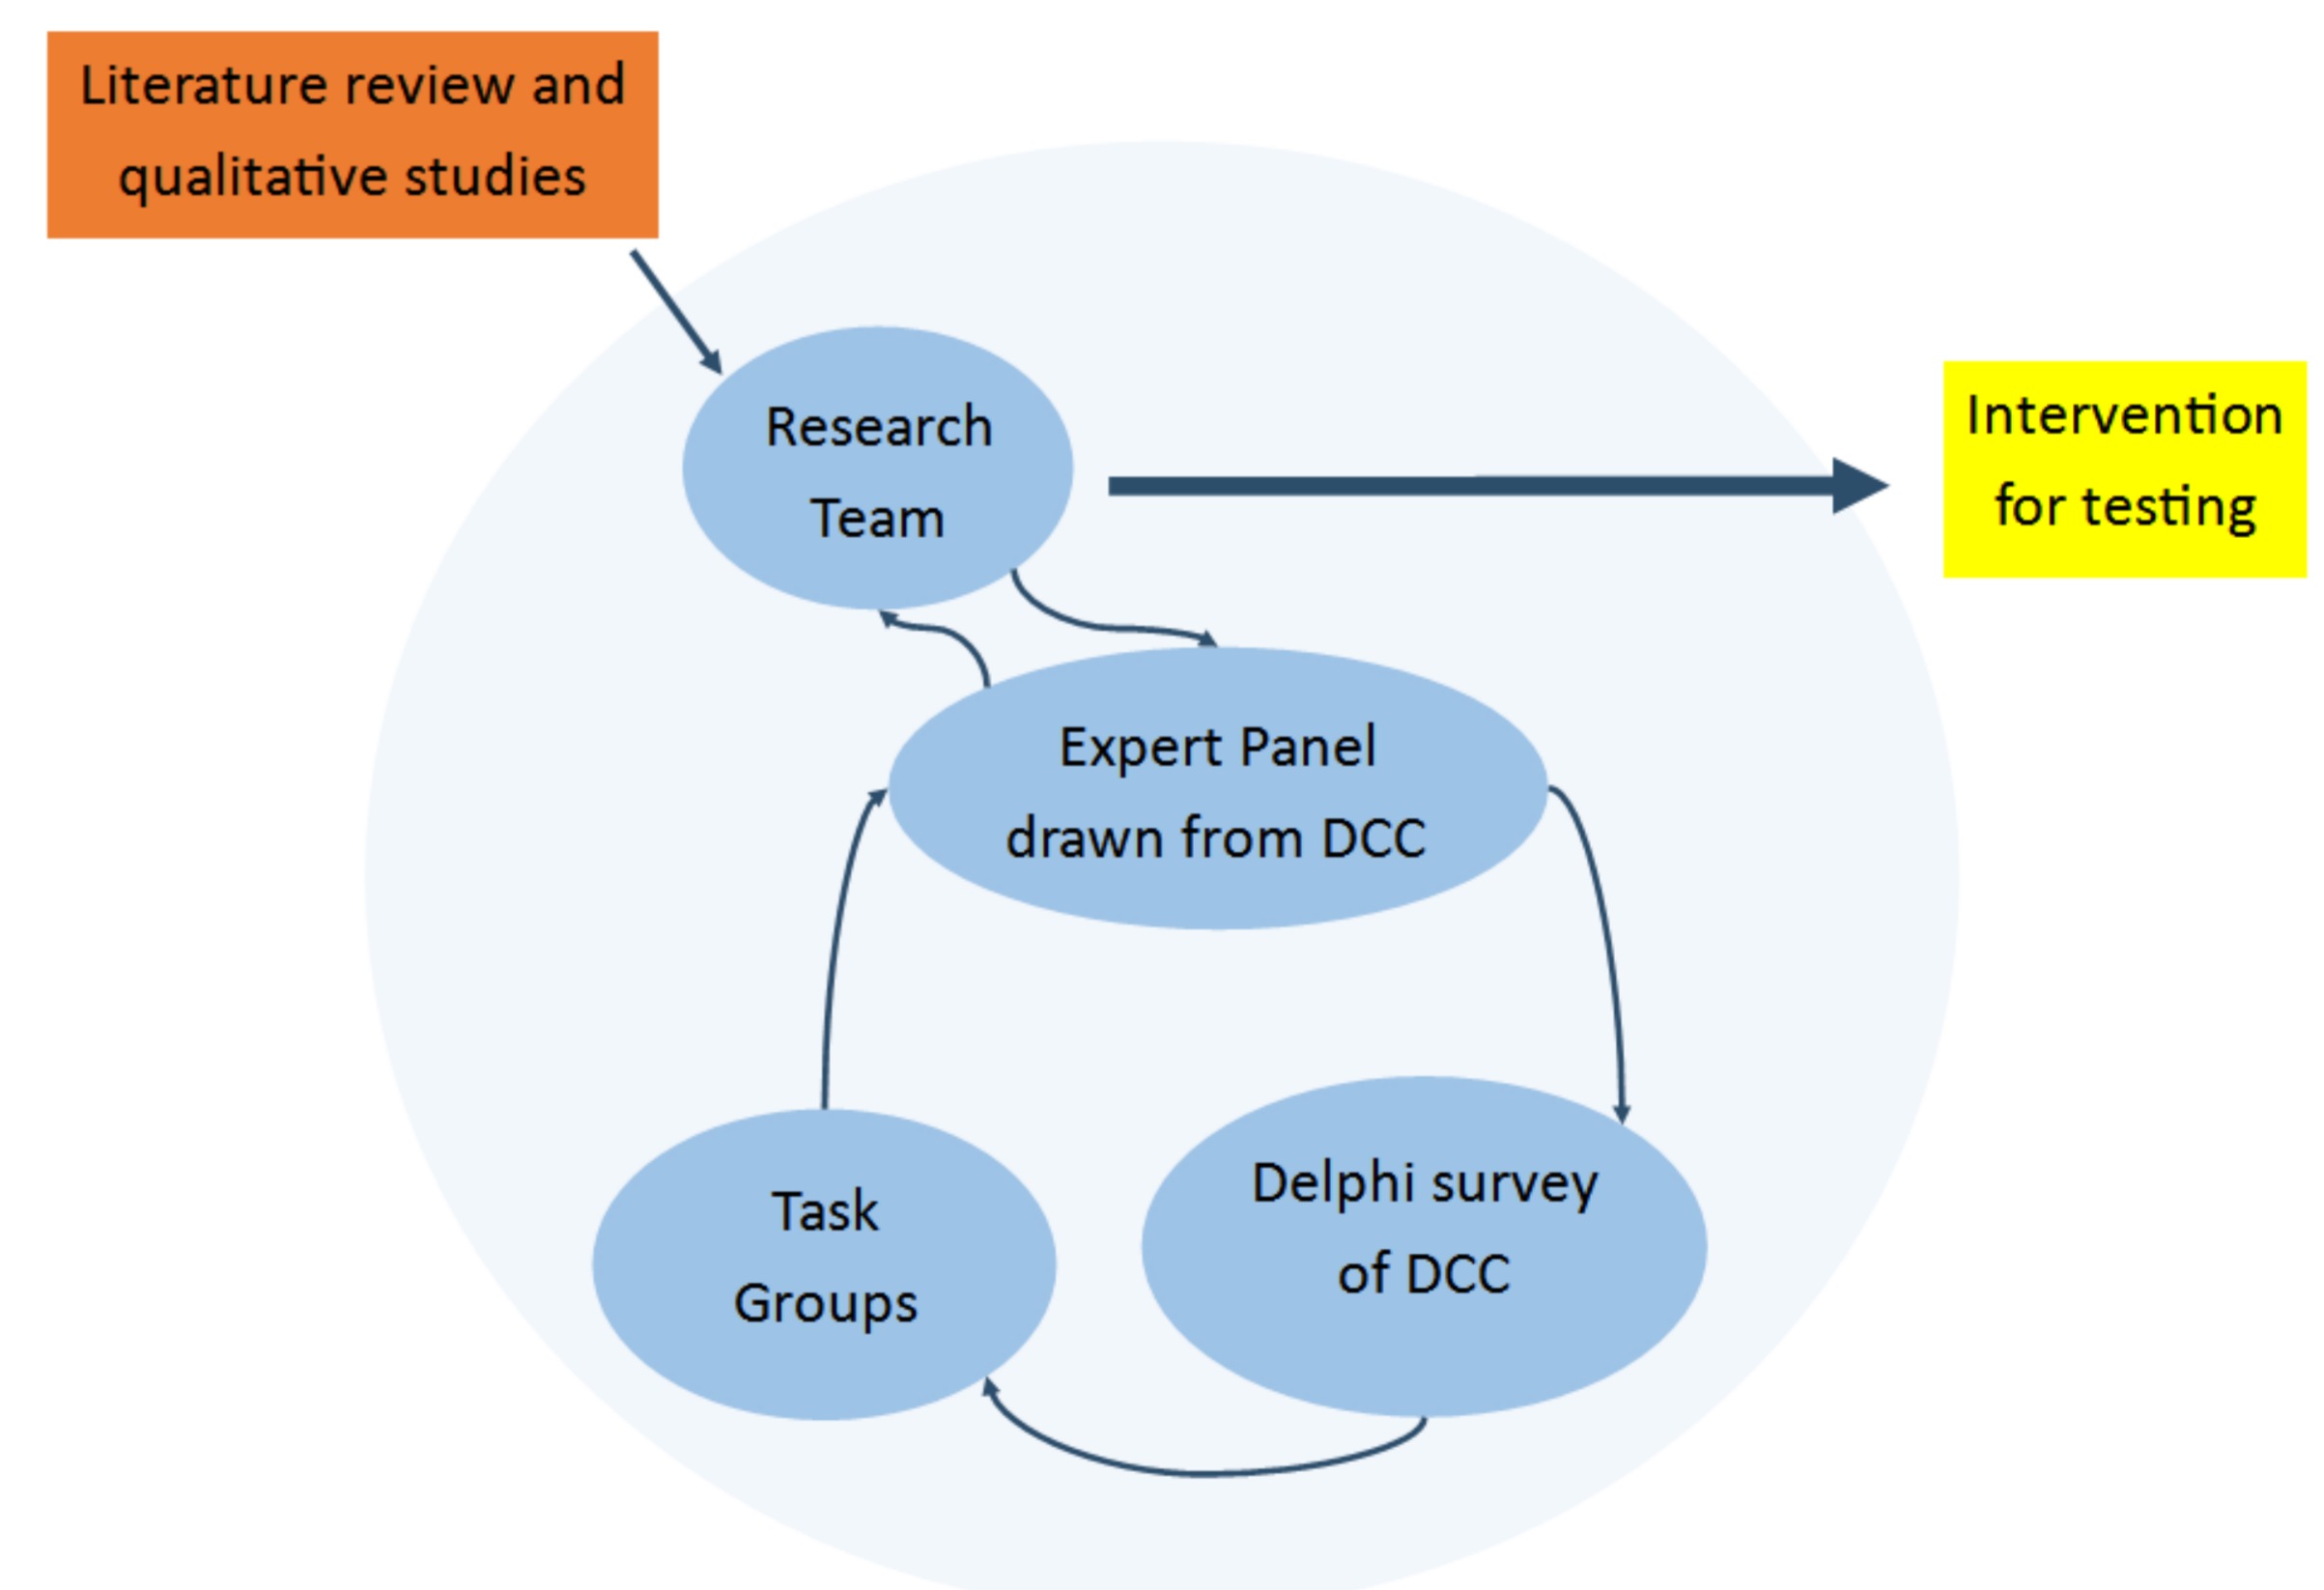 Literature review and
qualitative studies
Research
Team
Intervention
for testing
Expert Panel
drawn from DCC
Task
Groups
Delphi survey
of DCC